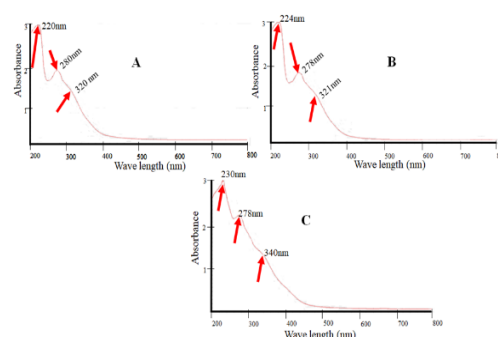 3
220nm
280nm
320 nm
A
2
1
Absorbance
200 300 400 500 600 700 800
Wave length (nm)
3
224nm
278nm
321nm
B
2
1
Absorbance
200 300 400 500 600 700
Wave length (nm)
3
230nm
278nm
340nm
C
2
1
Absorbance
200 300 400 500 600 700 800
Wave length (nm)